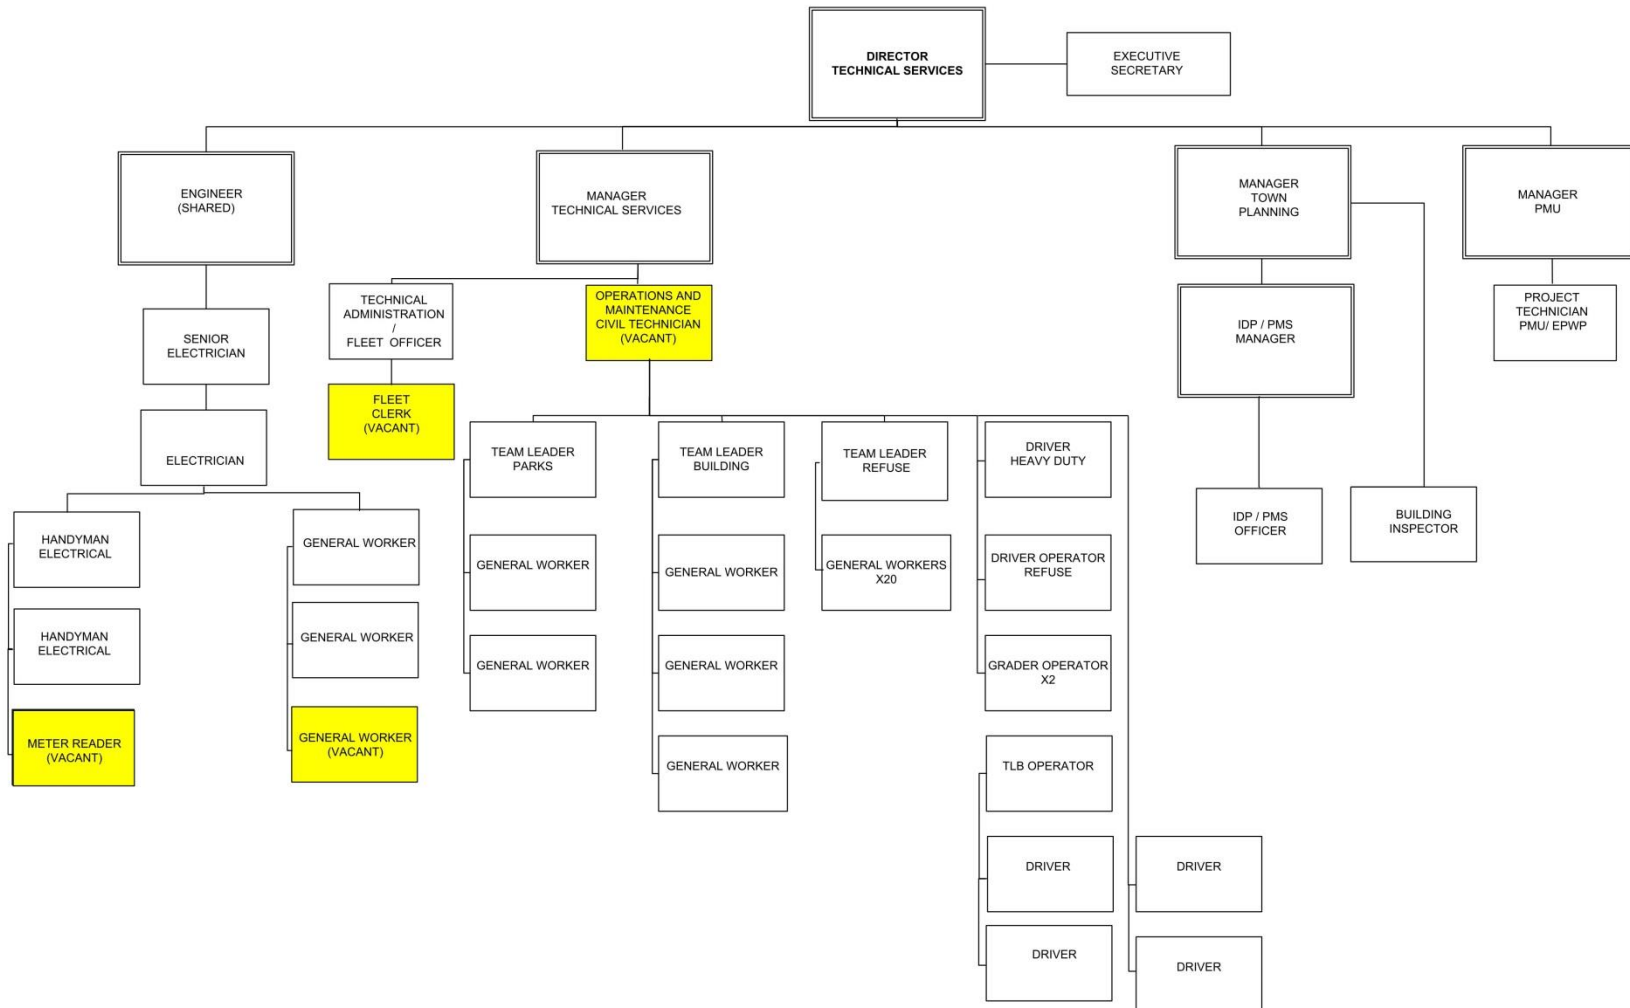 DIRECTOR
TECHNICAL SERVICES
EXECUTIVE
SECRETARY
ENGINEER
(SHARED)
MANAGER
TECHNICAL SERVICES
MANAGER
TOWN
PLANNING
MANAGER
PMU
TECHNICAL
ADMINISTRATION
/
FLEET OFFICER
OPERATIONS AND
MAINTENANCE
CIVIL TECHNICIAN
(VACANT)
IDP / PMS
MANAGER
PROJECT
TECHNICIAN
PMU/ EPWP
SENIOR
ELECTRICIAN
FLEET
CLERK
(VACANT)
ELECTRICIAN
TEAM LEADER
PARKS
TEAM LEADER
BUILDING
TEAM LEADER
REFUSE
DRIVER
HEAVY DUTY
HANDYMAN
ELECTRICAL
GENERAL WORKER
GENERAL WORKER
GENERAL WORKER
GENERAL WORKERS
X20
DRIVER OPERATOR
REFUSE
IDP / PMS
OFFICER
BUILDING
INSPECTOR
HANDYMAN
ELECTRICAL
GENERAL WORKER
GENERAL WORKER
GENERAL WORKER
GRADER OPERATOR
X2
METER READER
(VACANT)
GENERAL WORKER
(VACANT)
GENERAL WORKER
TLB OPERATOR
DRIVER
DRIVER
DRIVER
DRIVER